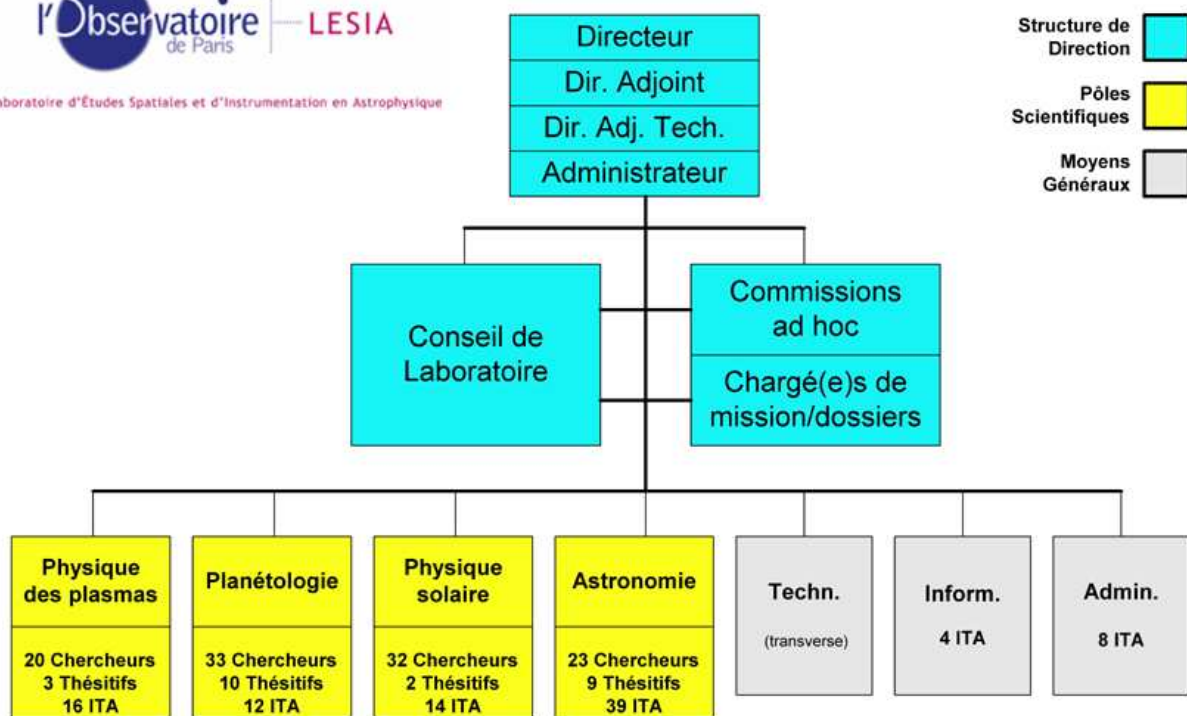 l'Observatoire
de Paris
LESIA
aboratoire d'Études Spatiales et d'Instrumentation en Astrophysique
Directeur
Dir. Adjoint
Dir. Adj. Tech.
Administrateur
Structure de
Direction
Pôles
Scientifiques
Moyens
Généraux
Conseil de
Laboratoire
Commissions
ad hoc
Chargé(e)s de
mission/dossiers
Physique
des plasmas
20 Chercheurs
3 Thésitifs
16 ITA
Planétologie
33 Chercheurs
10 Thésitifs
12 ITA
Physique
solaire
32 Chercheurs
2 Thésitifs
14 ITA
Astronomie
23 Chercheurs
9 Thésitifs
39 ITA
Techn.
(transverse)
Inform.
4 ITA
Admin.
8 ITA